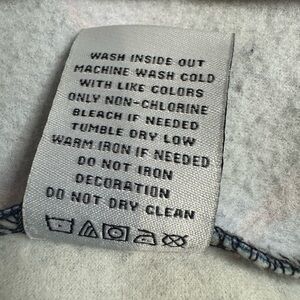 WASH INSIDE OUT
MACHINE WASH COLD
WITH LIKE COLORS
ONLY NON-CHLORINE
BLEACH IF NEEDED
TUMBLE DRY LOW
WARM IRON IF NEEDED
DO NOT IRON
DECORATION
DO NOT DRY CLEAN